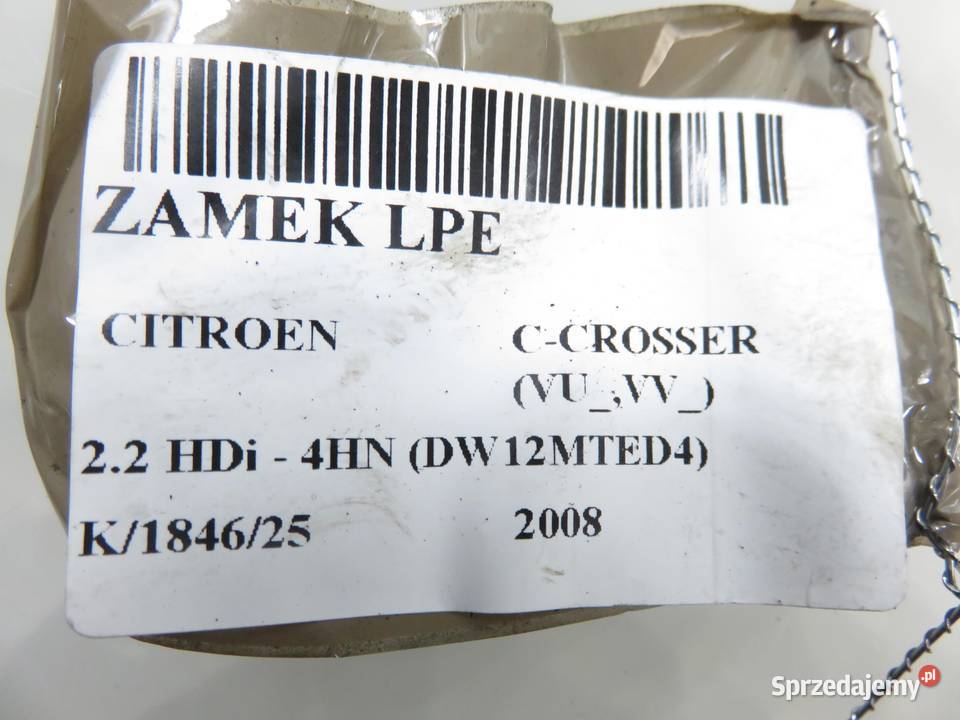 ZAMEK LPE
CITROEN C-CROSSER
(VU_,VV_)
2.2 HDi - 4HN (DW12MTED4)
K/1846/25 2008
Sprzedajemy.pl